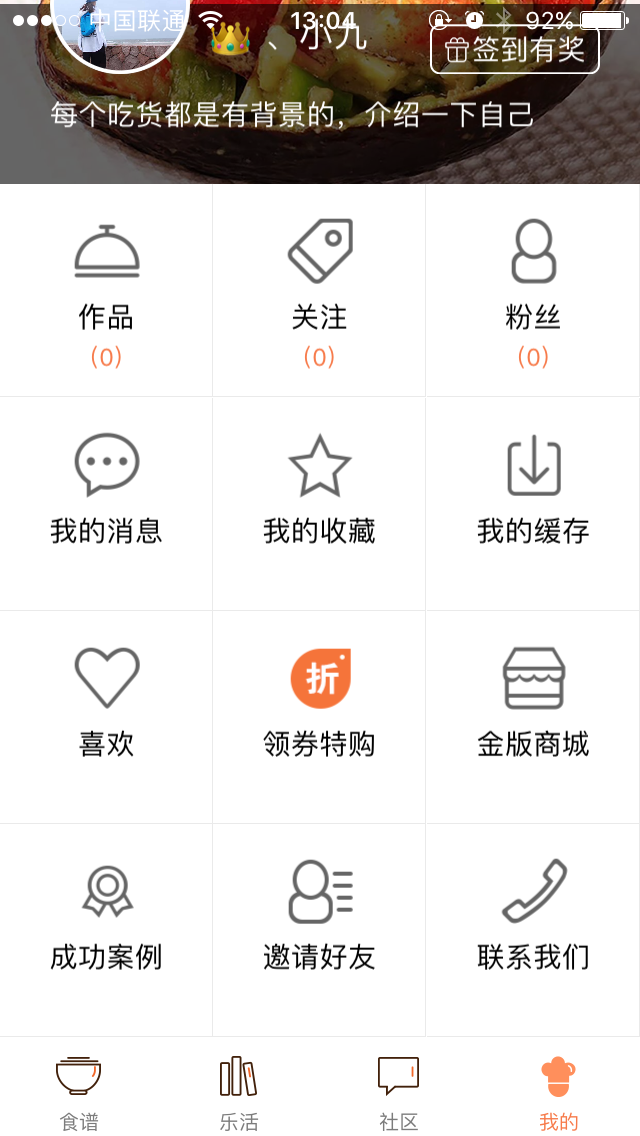 中国联通 13:04 92%
👑 、小九
签到有奖
每个吃货都是有背景的，介绍一下自己
作品 关注 粉丝
(0) (0) (0)
我的消息 我的收藏 我的缓存
折
喜欢 领券特购 金版商城
成功案例 邀请好友 联系我们
食谱 乐活 社区 我的